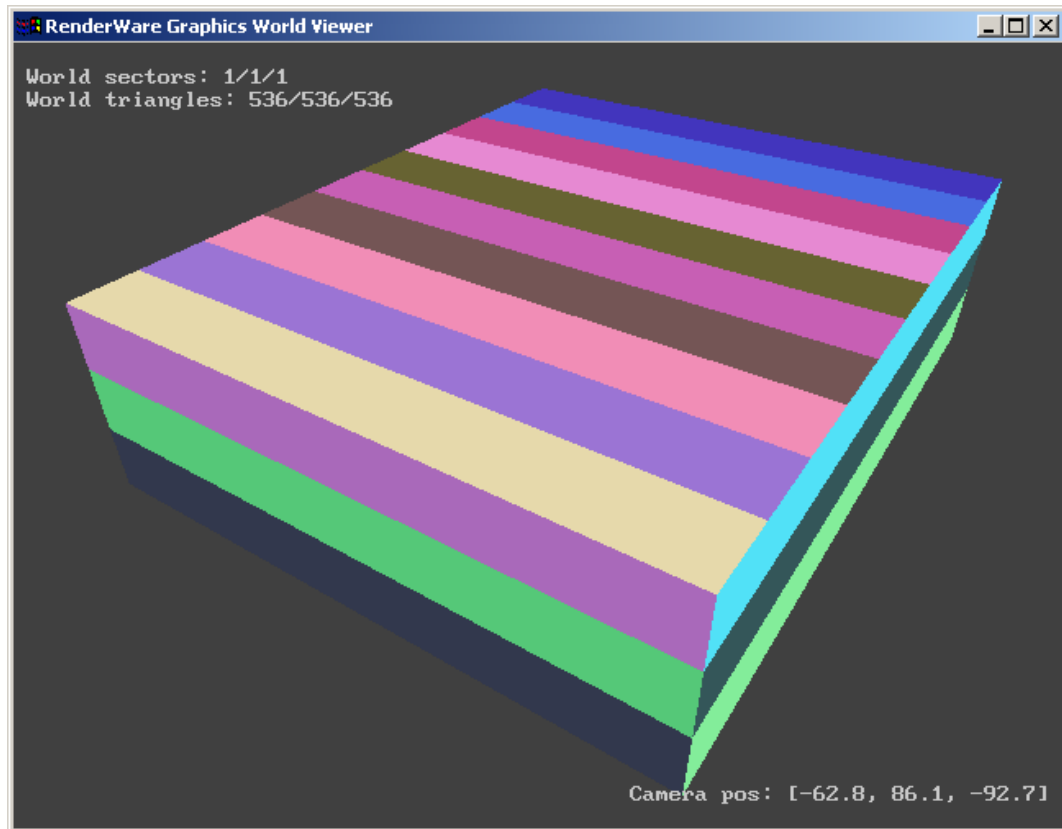 RenderWare Graphics World Viewer
World sectors: 1/1/1
World triangles: 536/536/536
Camera pos: [-62.8, 86.1, -92.7]